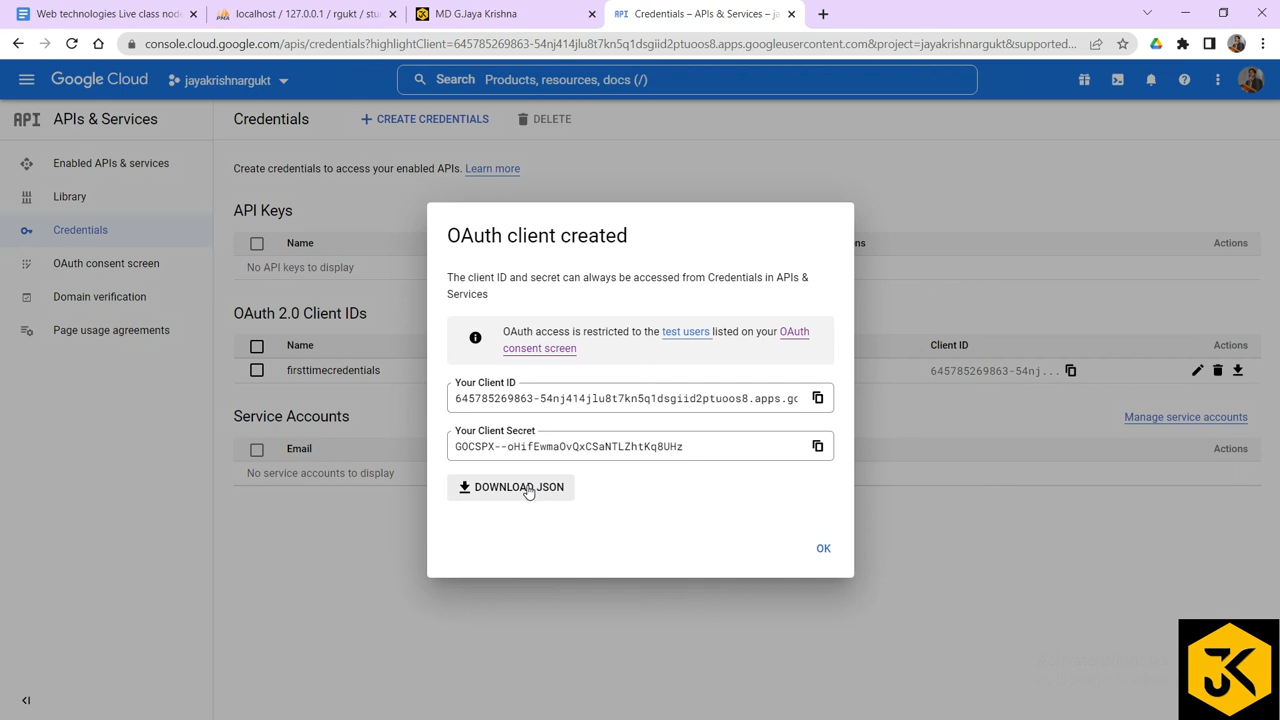 Web technologies Live class node
localhost / 127.0.0.1 / rgukt / stu
MD GJaya Krishna
Credentials – APIs & Services – ja
console.cloud.google.com/apis/credentials?highlightClient=645785269863-54nj414jlu8t7kn5q1dsgiid2ptuoos8.apps.googleusercontent.com&project=jayakrishnargukt&supported...
Google Cloud
jayakrishnargukt
Search Products, resources, docs (/)
API APIs & Services
Credentials
+ CREATE CREDENTIALS
DELETE
Enabled APIs & services
Library
Credentials
OAuth consent screen
Domain verification
Page usage agreements
Create credentials to access your enabled APIs. Learn more
API Keys
Name
ns
Actions
No API keys to display
OAuth 2.0 Client IDs
Name
Client ID
Actions
firsttimecredentials
645785269863-54nj...
Service Accounts
Manage service accounts
Email
Actions
No service accounts to display
OAuth client created
The client ID and secret can always be accessed from Credentials in APIs &
Services
OAuth access is restricted to the test users listed on your OAuth
consent screen
Your Client ID
645785269863-54nj414jlu8t7kn5q1dsgiid2ptuoos8.apps.gc
Your Client Secret
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
DOWNLOAD JSON
OK
JK